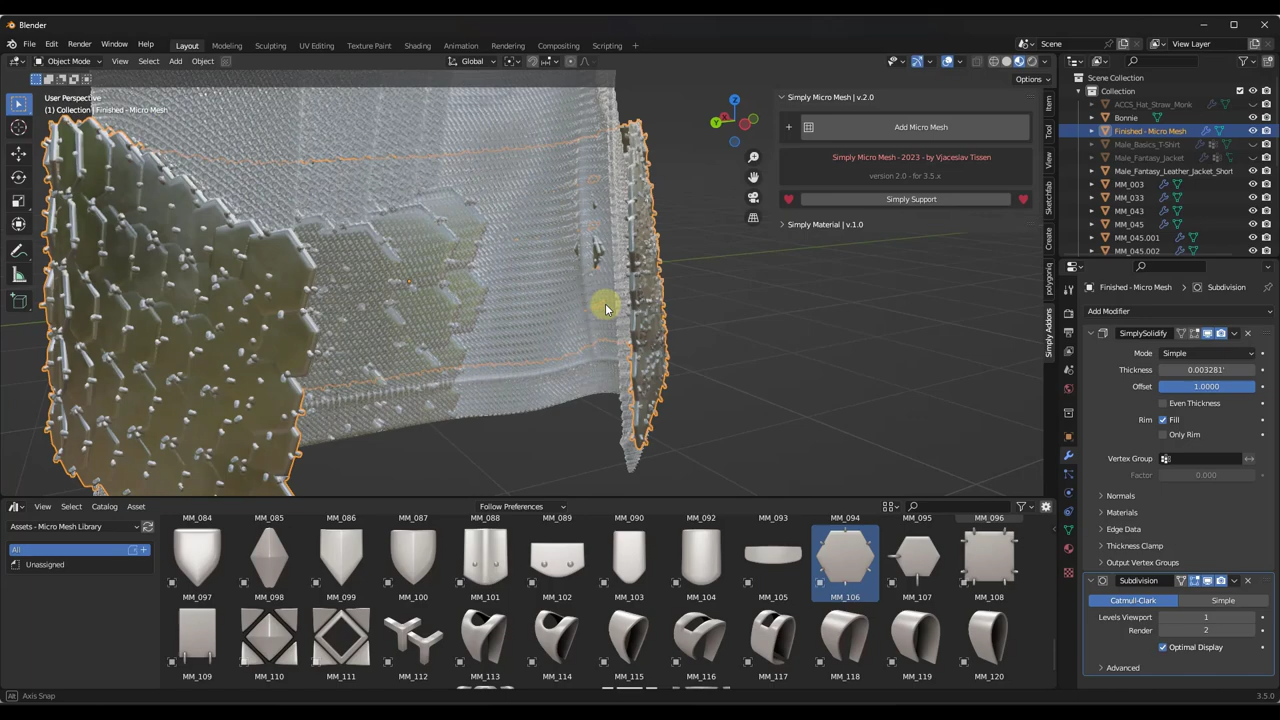 Blender
File Edit Render Window Help
Layout Modeling Sculpting UV Editing Texture Paint Shading Animation Rendering Compositing Scripting +
Scene
View Layer
Object Mode View Select Add Object
Global
Options
User Perspective
(1) Collection | Finished - Micro Mesh
Simply Micro Mesh | v.2.0
Add Micro Mesh
Simply Micro Mesh - 2023 - by Vjaceslav Tissen
version 2.0 - for 3.5.x
Simply Support
Simply Material | v.1.0
Item
Tool
View
Sketchfab
Create
polygoniq
Simply Addons
Scene Collection
Collection
ACCS_Hat_Straw_Monk
Bonnie
Finished - Micro Mesh
Male_Basics_T-Shirt
Male_Fantasy_Jacket
Male_Fantasy_Leather_Jacket_Short
MM_003
MM_033
MM_043
MM_045
MM_045.001
MM_045.002
Finished - Micro Mesh > Subdivision
Add Modifier
SimplySolidify
Mode Simple
Thickness 0.003281'
Offset 1.0000
Even Thickness
Rim Fill
Only Rim
Vertex Group
Factor 0.000
Normals
Materials
Edge Data
Thickness Clamp
Output Vertex Groups
Subdivision
Catmull-Clark Simple
Levels Viewport 1
Render 2
Optimal Display
Advanced
View Select Catalog Asset
Follow Preferences
Assets - Micro Mesh Library
All
Unassigned
MM_084 MM_085 MM_086 MM_087 MM_088 MM_089 MM_090 MM_092 MM_093 MM_094 MM_095 MM_096
MM_097 MM_098 MM_099 MM_100 MM_101 MM_102 MM_103 MM_104 MM_105 MM_106 MM_107 MM_108
MM_109 MM_110 MM_111 MM_112 MM_113 MM_114 MM_115 MM_116 MM_117 MM_118 MM_119 MM_120
Alt Axis Snap
3.5.0